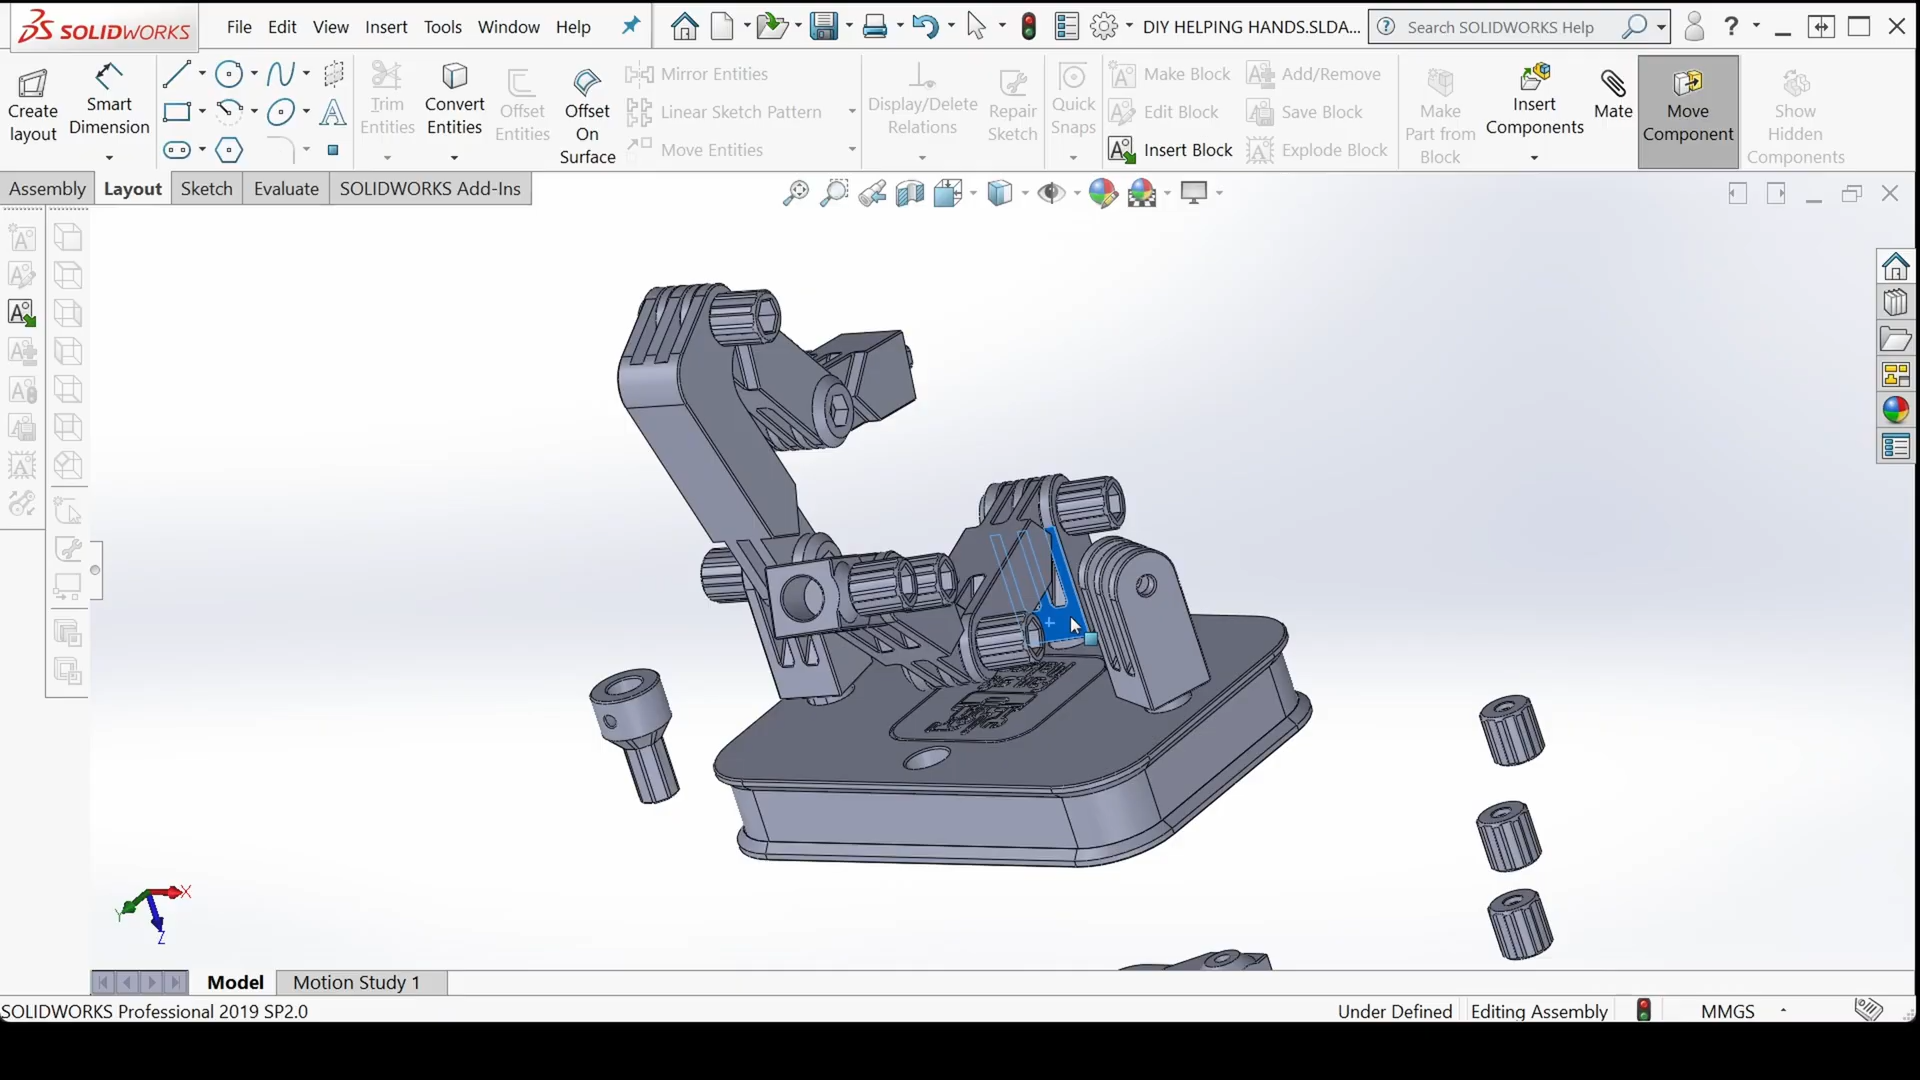 SOLIDWORKS
File Edit View Insert Tools Window Help
DIY HELPING HANDS.SLDA...
Search SOLIDWORKS Help
Create layout
Smart Dimension
Trim Entities
Convert Entities
Offset Entities
Offset On Surface
Mirror Entities
Linear Sketch Pattern
Move Entities
Display/Delete Relations
Repair Sketch
Quick Snaps
Make Block
Edit Block
Insert Block
Add/Remove
Save Block
Explode Block
Make Part from Block
Insert Components
Mate
Move Component
Show Hidden Components
Assembly Layout Sketch Evaluate SOLIDWORKS Add-Ins
X
Y
Z
Model Motion Study 1
SOLIDWORKS Professional 2019 SP2.0
Under Defined Editing Assembly MMGS